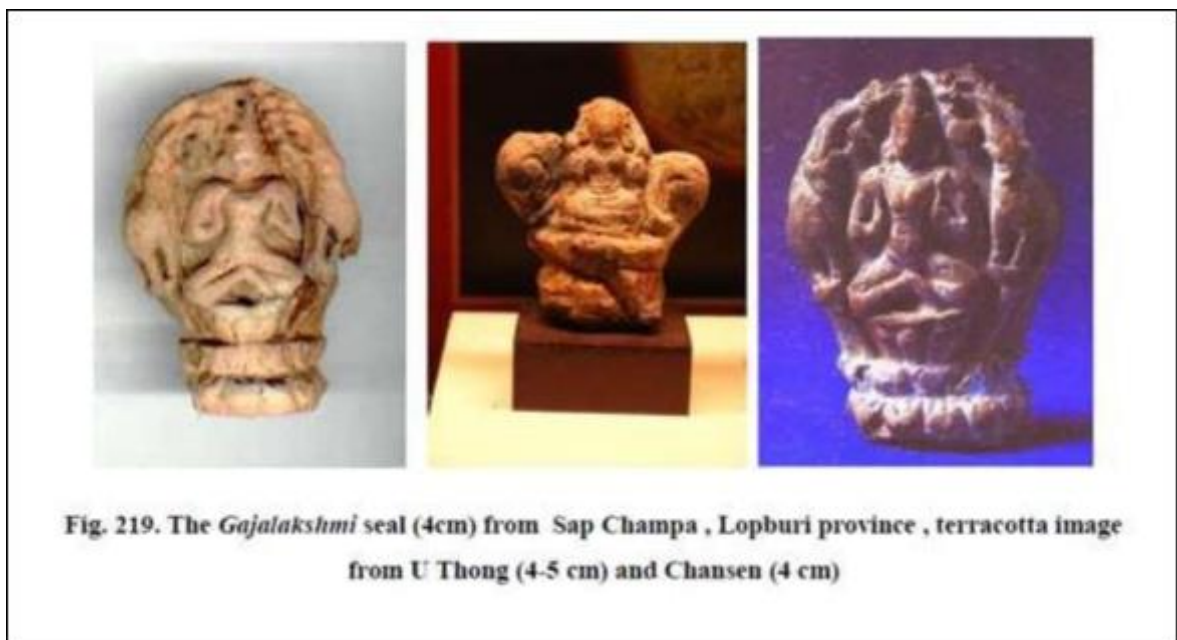 Fig. 219. The Gajalakshmi seal (4cm) from Sap Champa , Lopburi province , terracotta image
from U Thong (4-5 cm) and Chansen (4 cm)